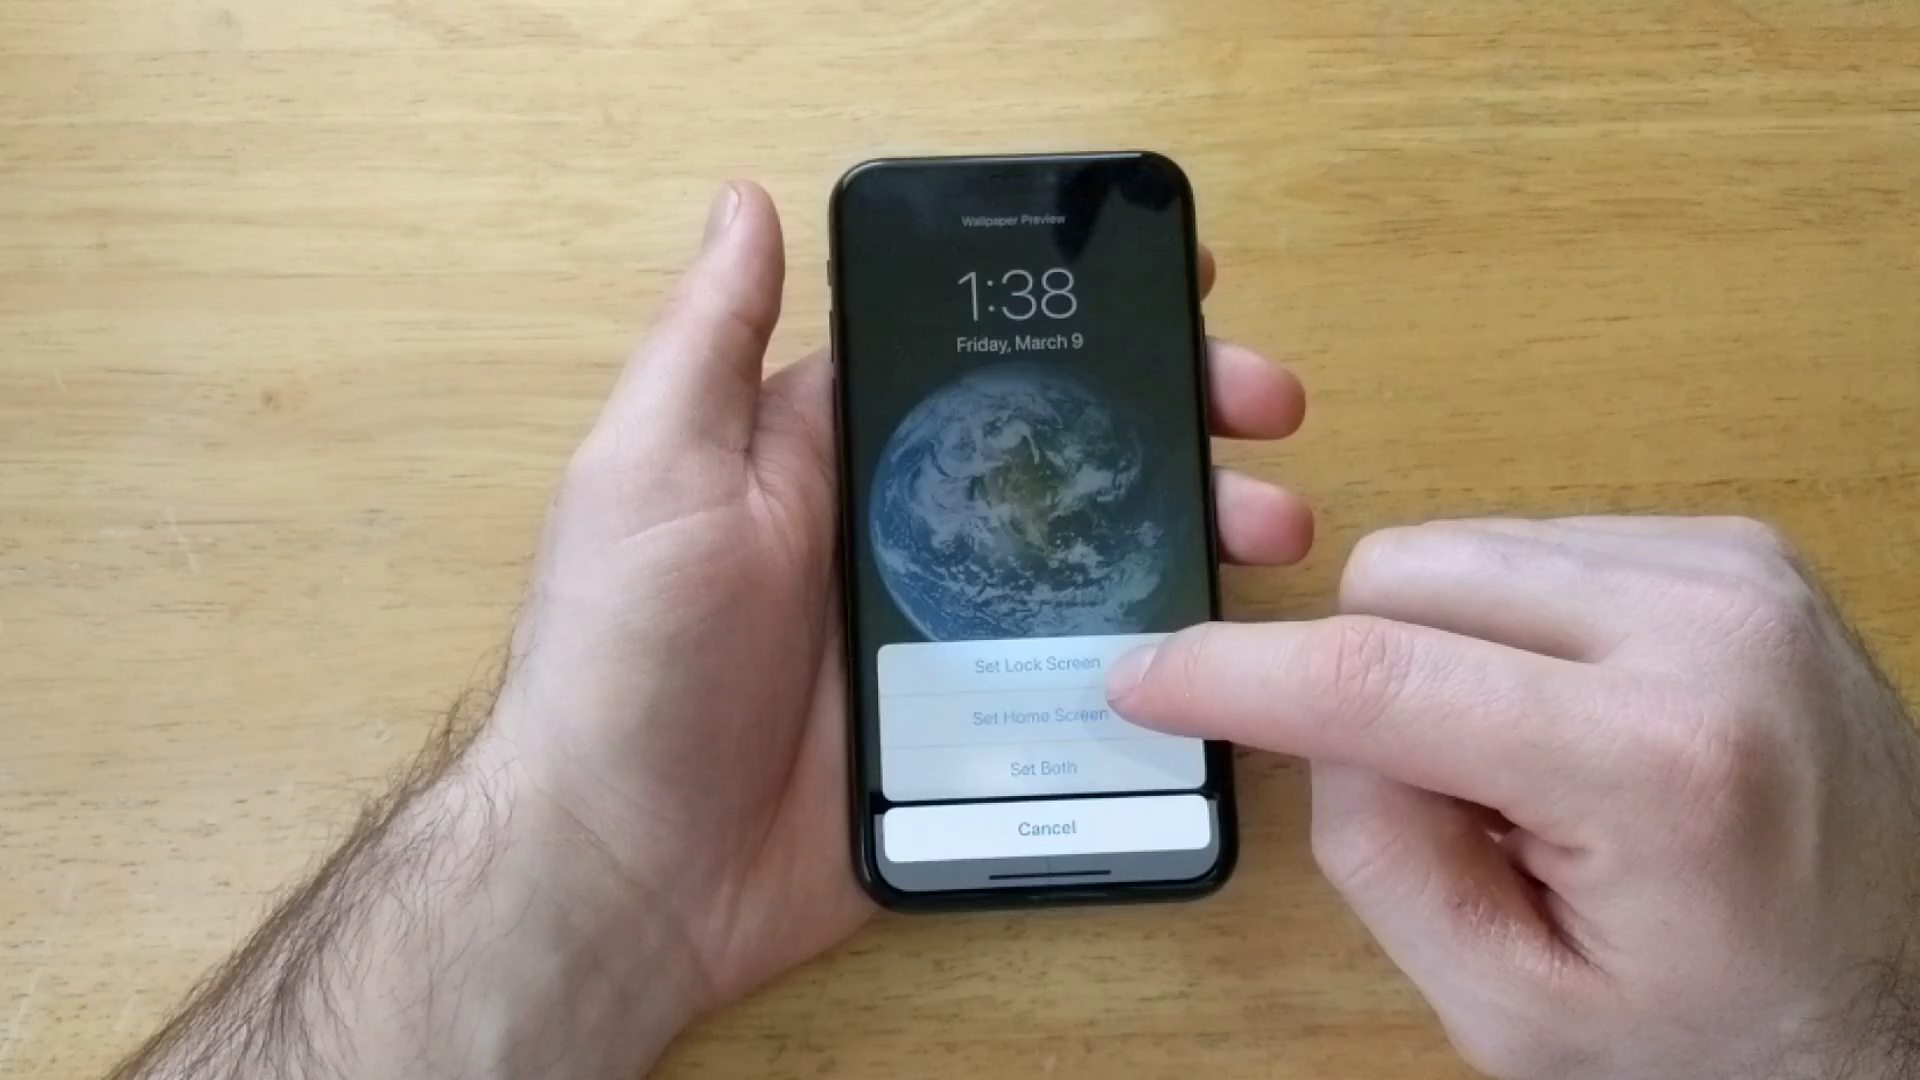 Wallpaper Preview
1:38
Friday, March 9
Set Lock Screen
Set Home Screen
Set Both
Cancel